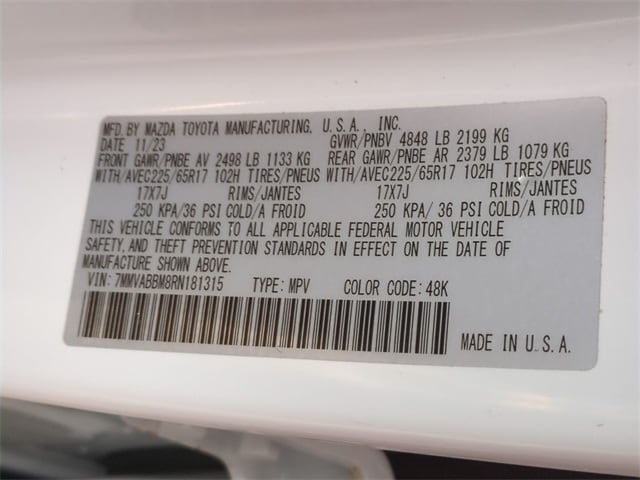 MFD. BY MAZDA TOYOTA MANUFACTURING, U.S.A., INC.
DATE 11/23 GVWR/PNBV 4848 LB 2199 KG
FRONT GAWR/PNBE AV 2498 LB 1133 KG REAR GAWR/PNBE AR 2379 LB 1079 KG
WITH/AVEC225/65R17 102H TIRES/PNEUS WITH/AVEC225/65R17 102H TIRES/PNEUS
17X7J RIMS/JANTES 17X7J RIMS/JANTES
250 KPA/ 36 PSI COLD/A FROID 250 KPA/ 36 PSI COLD/A FROID
THIS VEHICLE CONFORMS TO ALL APPLICABLE FEDERAL MOTOR VEHICLE
SAFETY, AND THEFT PREVENTION STANDARDS IN EFFECT ON THE DATE OF
MANUFACTURE SHOWN ABOVE.
VIN: 7MMVABBM8RN181315 TYPE: MPV COLOR CODE: 48K
MADE IN U.S.A.